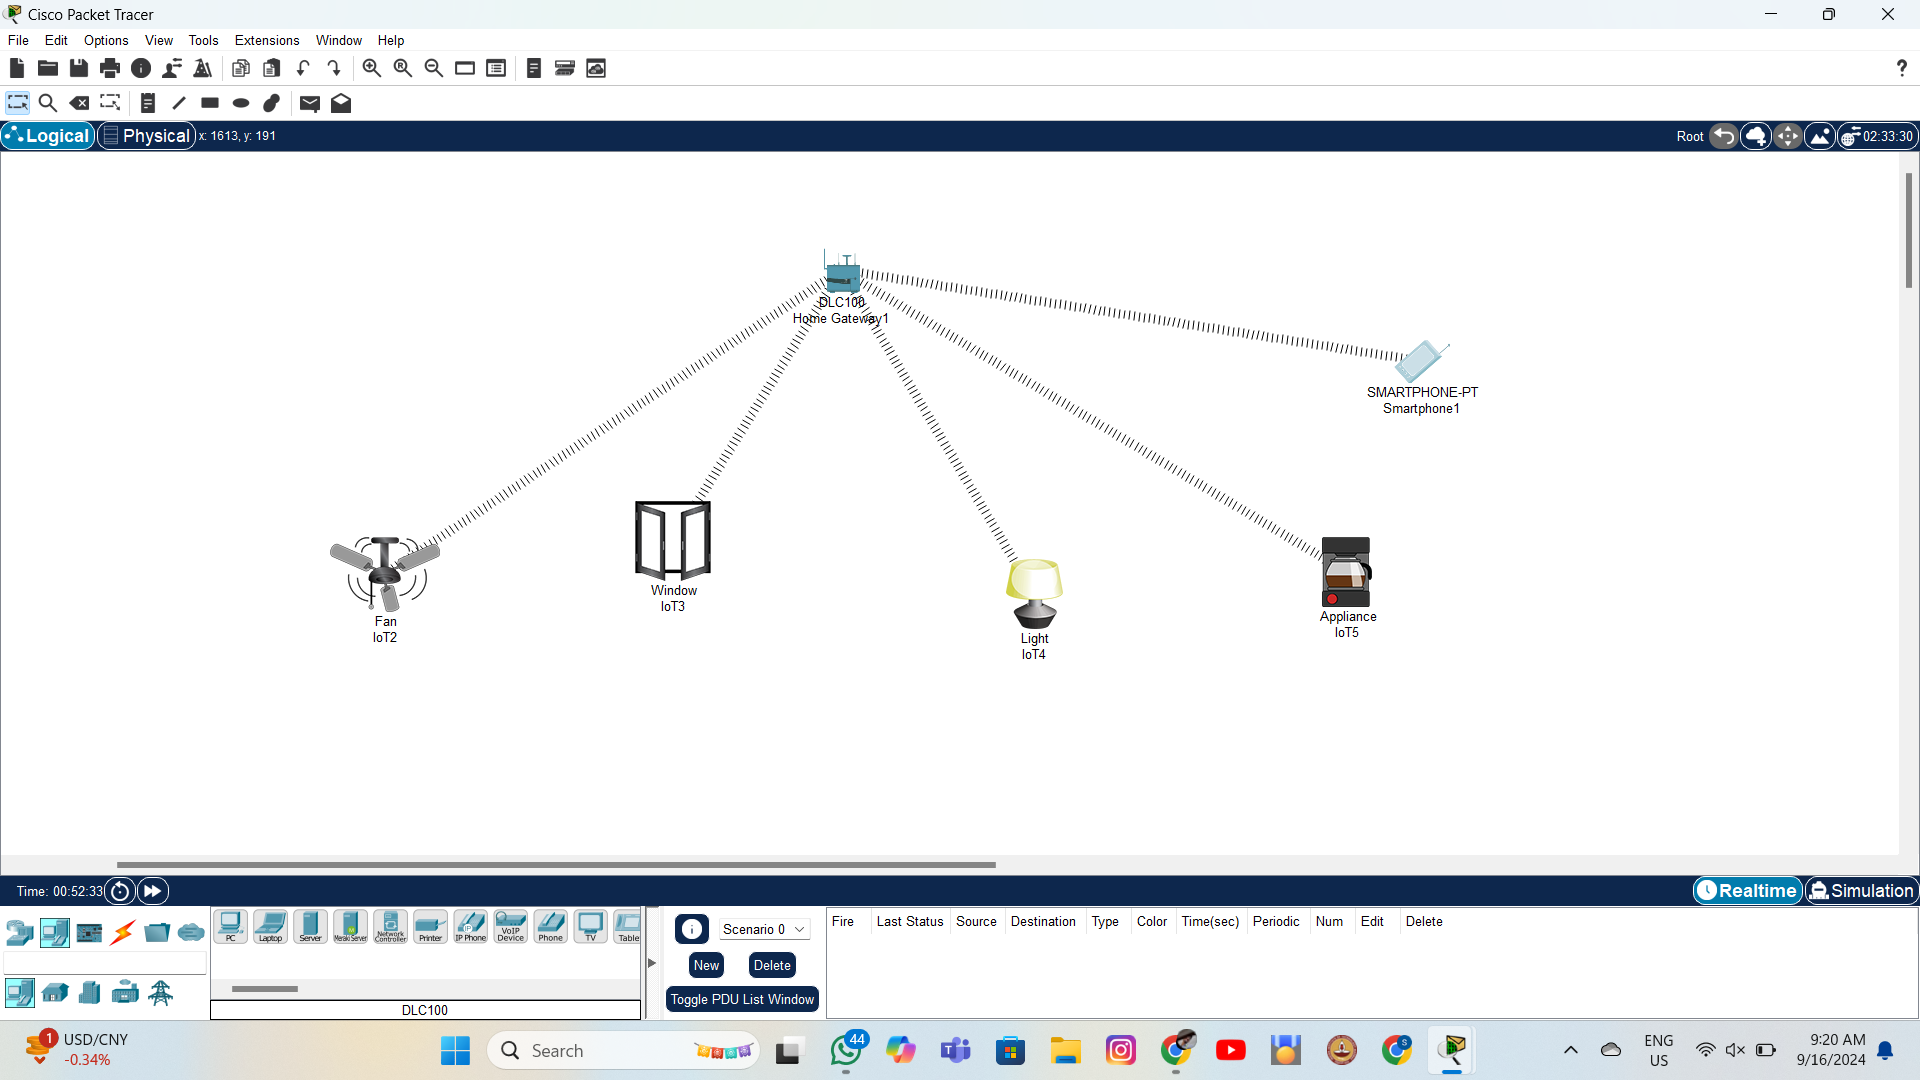 Cisco Packet Tracer
File Edit Options View Tools Extensions Window Help
?
Logical Physical x: 1613, y: 191 Root 02:33:30
DLC100
Home Gateway1
SMARTPHONE-PT
Smartphone1
Window
IoT3
Fan
IoT2
Appliance
IoT5
Light
IoT4
Time: 00:52:33 Realtime Simulation
PC Laptop Server MerakiServer Network Controller Printer IP Phone VoIP Device Phone TV Table
Scenario 0
New Delete
Toggle PDU List Window
Fire Last Status Source Destination Type Color Time(sec) Periodic Num Edit Delete
DLC100
1 USD/CNY
-0.34%
Search
44
ENG
US
9:20 AM
9/16/2024